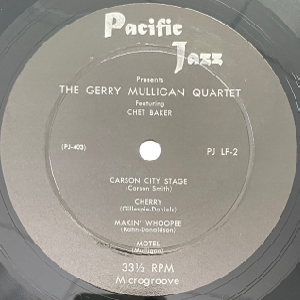 Pacific
Jazz
Presents
THE GERRY MULLIGAN QUARTET
Featuring
CHET BAKER
(PJ-403) PJ LF-2
CARSON CITY STAGE
(Carson Smith)
CHERRY
(Gillespie-Daniels)
MAKIN' WHOOPIE
(Kahn-Donaldson)
MOTEL
(Mulligan)
33⅓ RPM
Microgroove